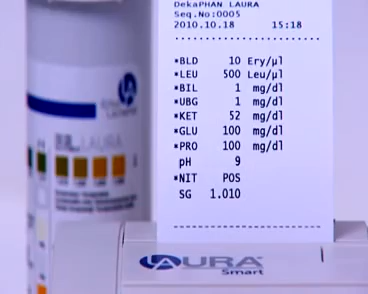 DekaPHAN LAURA
Seq.No:0005
2010.10.18 15:18
*BLD 10 Ery/µl
*LEU 500 Leu/µl
*BIL 1 mg/dl
*UBG 1 mg/dl
*KET 52 mg/dl
*GLU 100 mg/dl
*PRO 100 mg/dl
pH 9
*NIT POS
SG 1.010
LAURA
LAURA
Smart